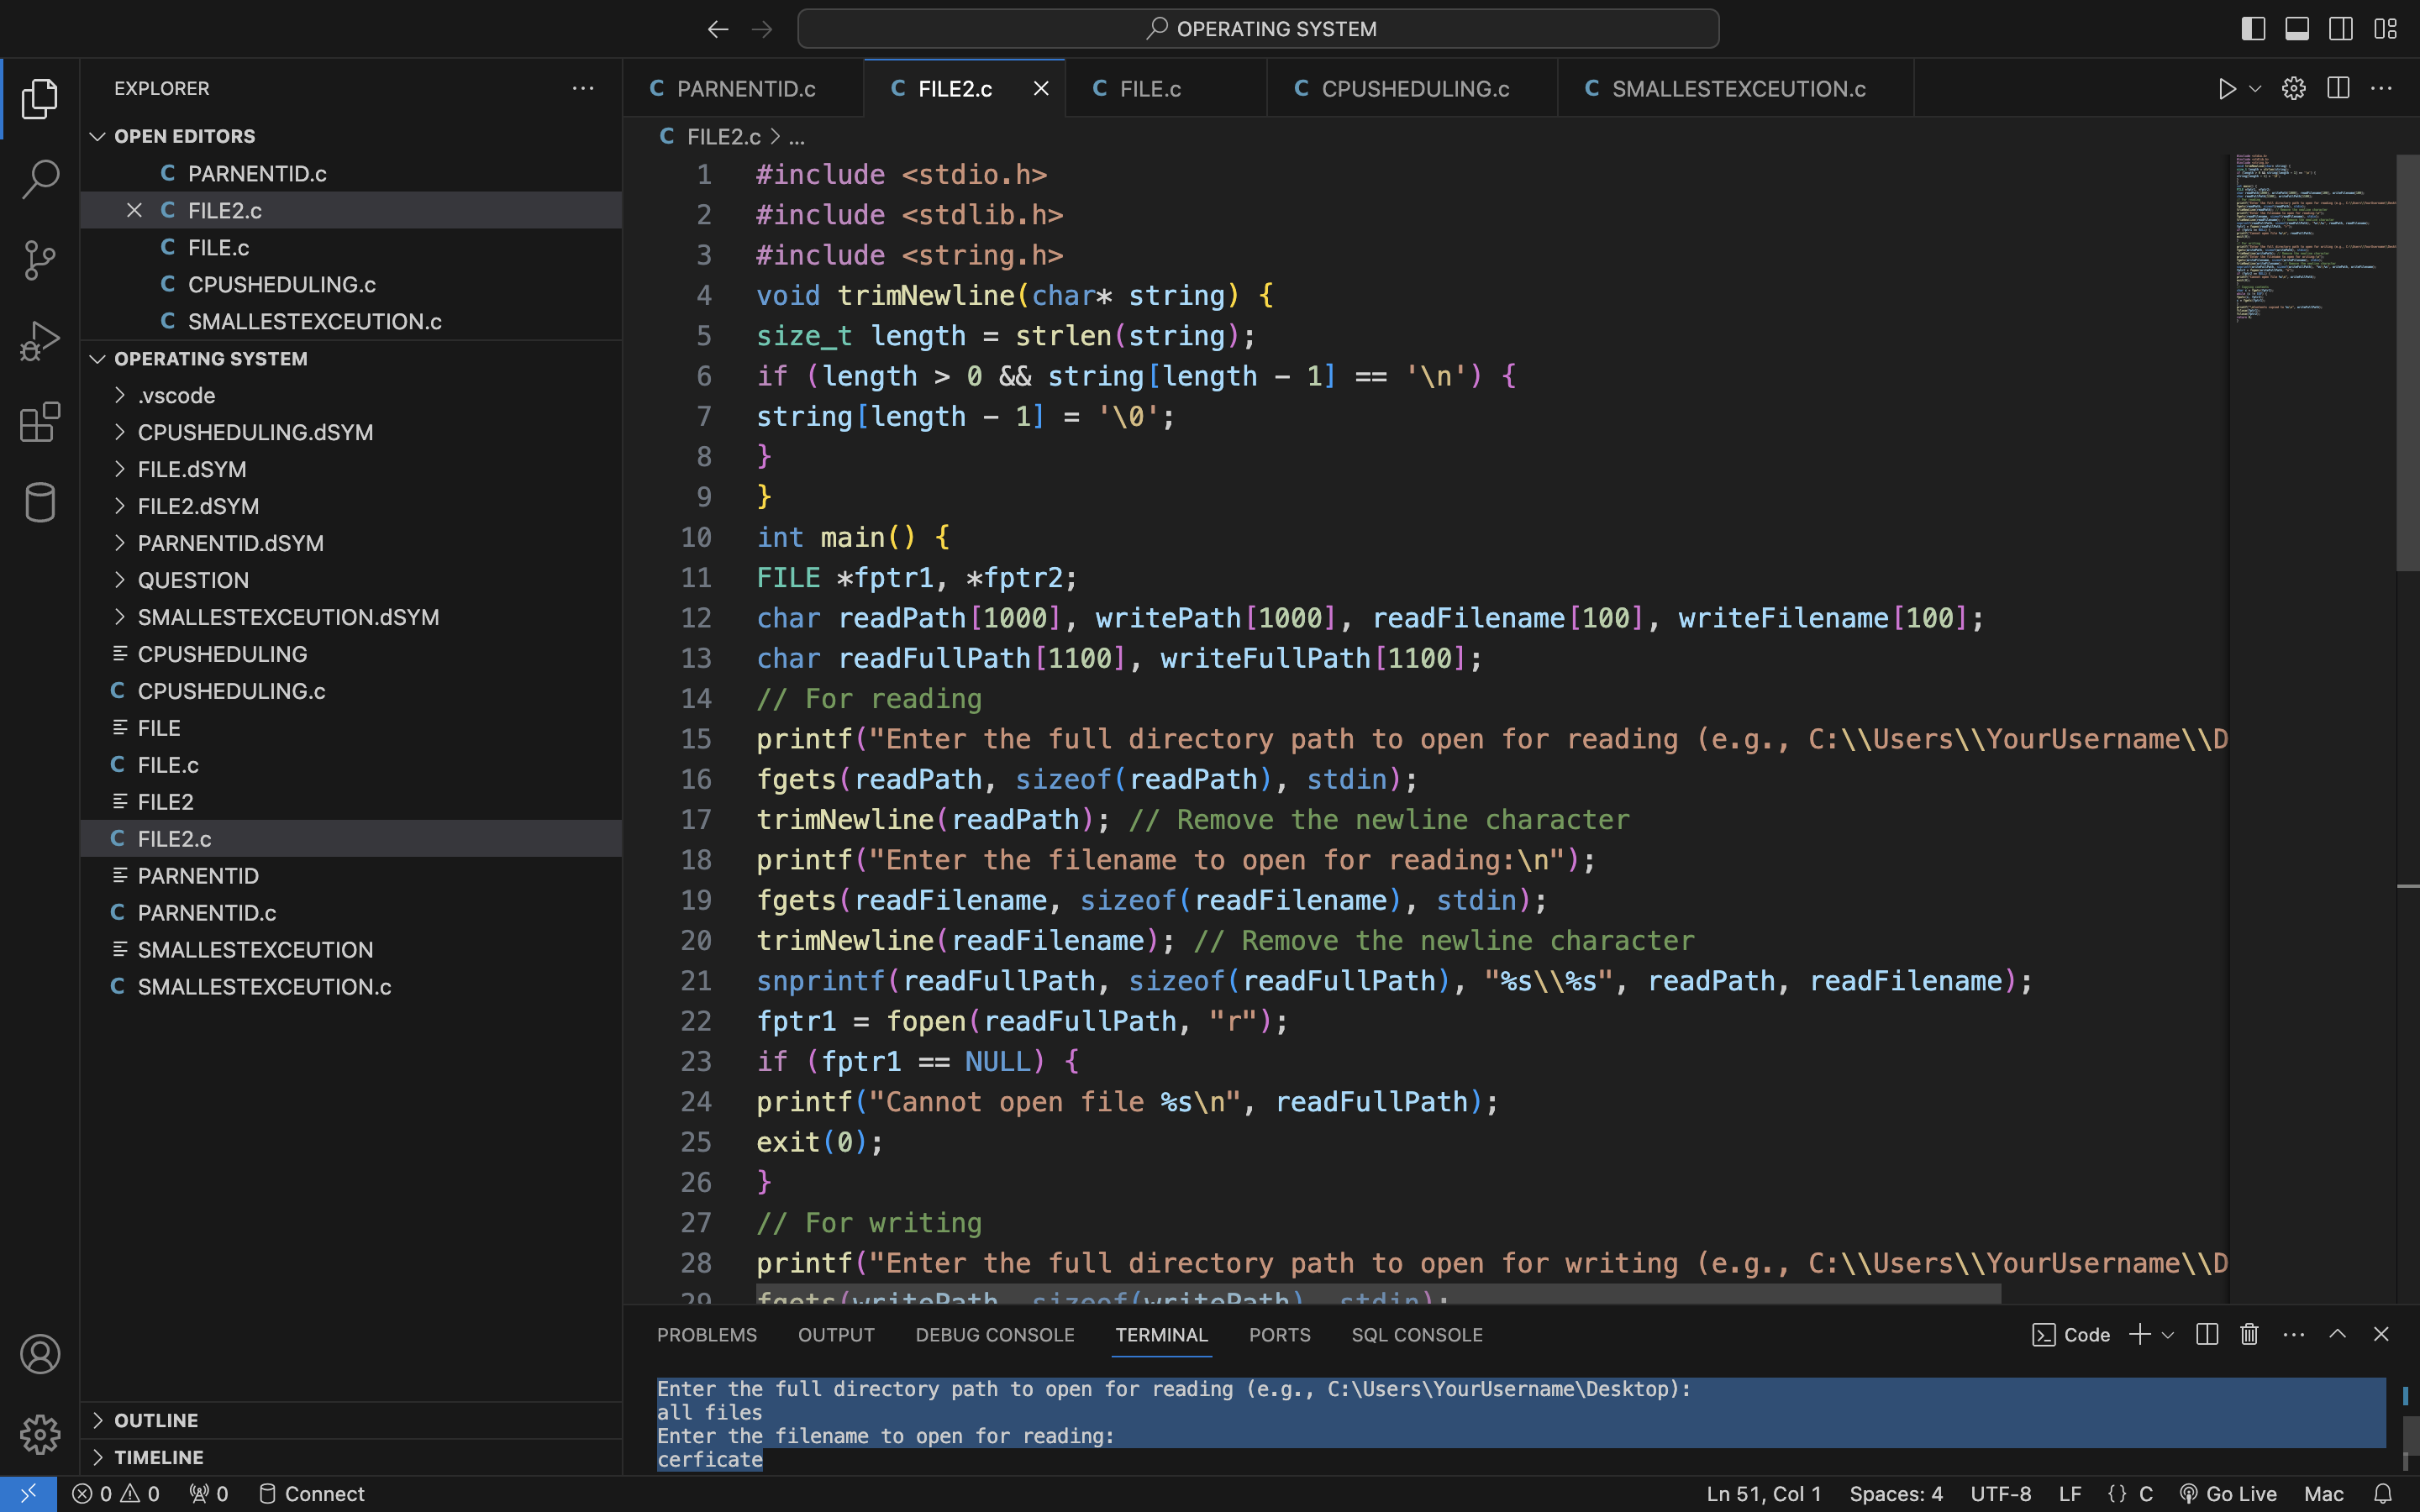 OPERATING SYSTEM
EXPLORER
OPEN EDITORS
C PARNENTID.c
C FILE2.c
C FILE.c
C CPUSHEDULING.c
C SMALLESTEXCEUTION.c
OPERATING SYSTEM
.vscode
CPUSHEDULING.dSYM
FILE.dSYM
FILE2.dSYM
PARNENTID.dSYM
QUESTION
SMALLESTEXCEUTION.dSYM
CPUSHEDULING
C CPUSHEDULING.c
FILE
C FILE.c
FILE2
C FILE2.c
PARNENTID
C PARNENTID.c
SMALLESTEXCEUTION
C SMALLESTEXCEUTION.c
OUTLINE
TIMELINE
C PARNENTID.c C FILE2.c C FILE.c C CPUSHEDULING.c C SMALLESTEXCEUTION.c
C FILE2.c > ...
1 #include <stdio.h>
2 #include <stdlib.h>
3 #include <string.h>
4 void trimNewline(char* string) {
5 size_t length = strlen(string);
6 if (length > 0 && string[length - 1] == '\n') {
7 string[length - 1] = '\0';
8 }
9 }
10 int main() {
11 FILE *fptr1, *fptr2;
12 char readPath[1000], writePath[1000], readFilename[100], writeFilename[100];
13 char readFullPath[1100], writeFullPath[1100];
14 // For reading
15 printf("Enter the full directory path to open for reading (e.g., C:\\Users\\YourUsername\\D
16 fgets(readPath, sizeof(readPath), stdin);
17 trimNewline(readPath); // Remove the newline character
18 printf("Enter the filename to open for reading:\n");
19 fgets(readFilename, sizeof(readFilename), stdin);
20 trimNewline(readFilename); // Remove the newline character
21 snprintf(readFullPath, sizeof(readFullPath), "%s\\%s", readPath, readFilename);
22 fptr1 = fopen(readFullPath, "r");
23 if (fptr1 == NULL) {
24 printf("Cannot open file %s\n", readFullPath);
25 exit(0);
26 }
27 // For writing
28 printf("Enter the full directory path to open for writing (e.g., C:\\Users\\YourUsername\\D
29 fgets(writePath, sizeof(writePath), stdin);
PROBLEMS OUTPUT DEBUG CONSOLE TERMINAL PORTS SQL CONSOLE Code
Enter the full directory path to open for reading (e.g., C:\Users\YourUsername\Desktop):
all files
Enter the filename to open for reading:
cerficate
0 0 0 Connect Ln 51, Col 1 Spaces: 4 UTF-8 LF {} C Go Live Mac